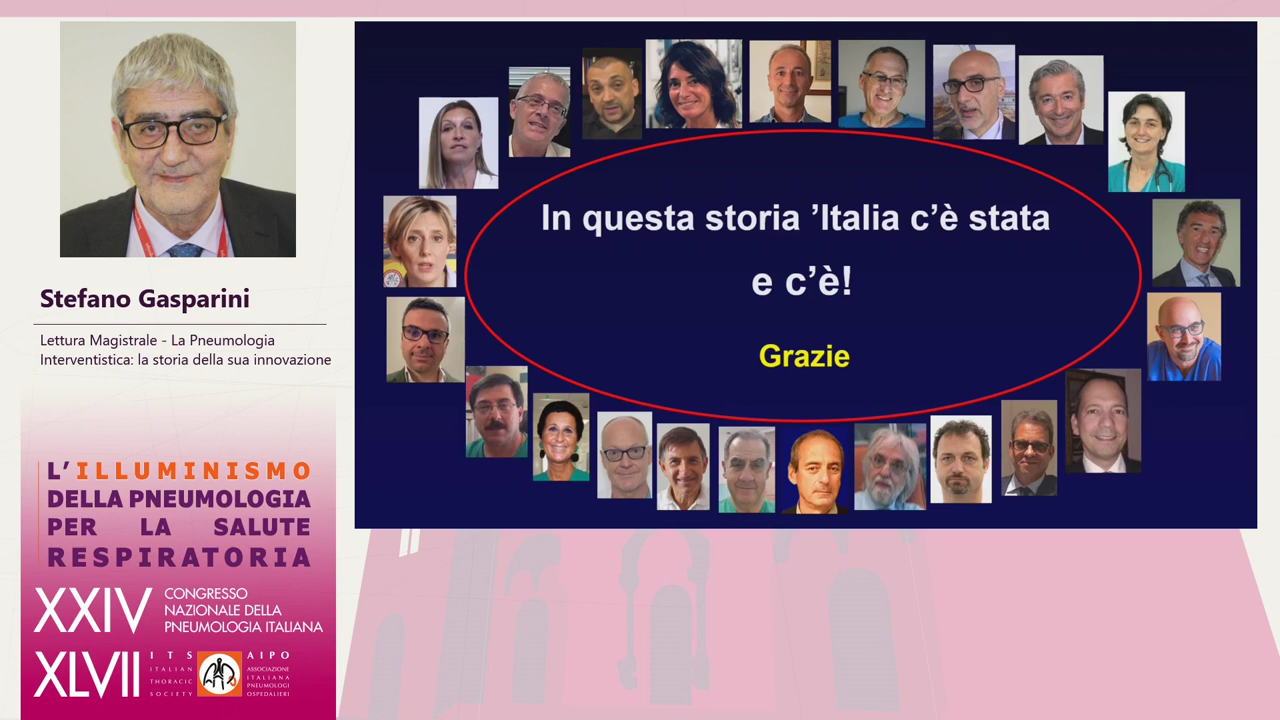 Stefano Gasparini
Lettura Magistrale - La Pneumologia
Interventistica: la storia della sua innovazione
L'ILLUMINISMO
DELLA PNEUMOLOGIA
PER LA SALUTE
RESPIRATORIA
XXIV
CONGRESSO
NAZIONALE DELLA
PNEUMOLOGIA ITALIANA
XLVII
ITS
ITALIAN
THORACIC
SOCIETY
AIPO
ASSOCIAZIONE
ITALIANA
PNEUMOLOGI
OSPEDALIERI
In questa storia ’Italia c’è stata
e c’è!
Grazie